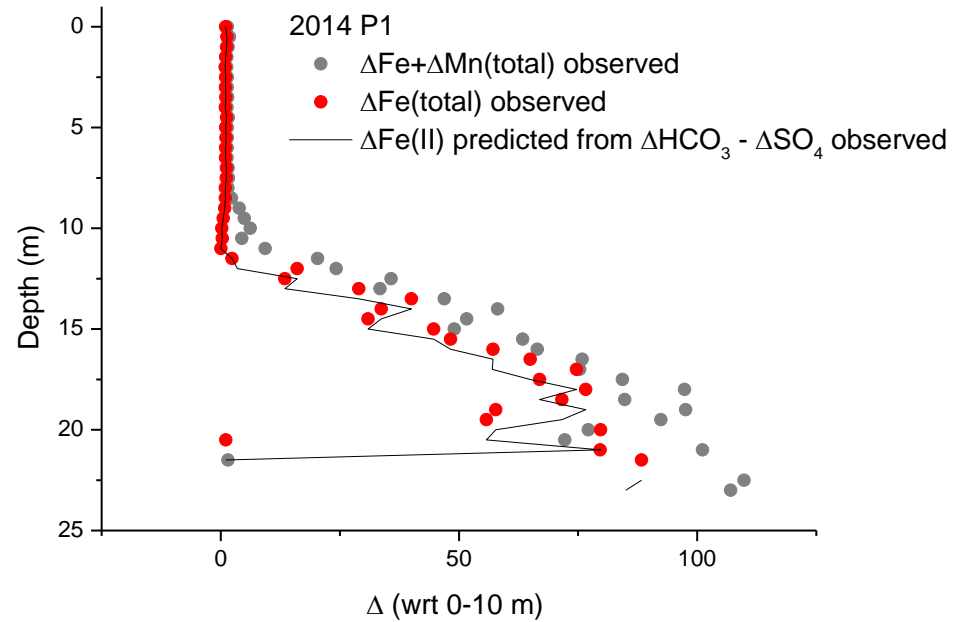 2014 P1
ΔFe+ΔMn(total) observed
ΔFe(total) observed
ΔFe(II) predicted from ΔHCO₃ - ΔSO₄ observed
0
5
10
15
20
25
Depth (m)
0
50
100
Δ (wrt 0-10 m)